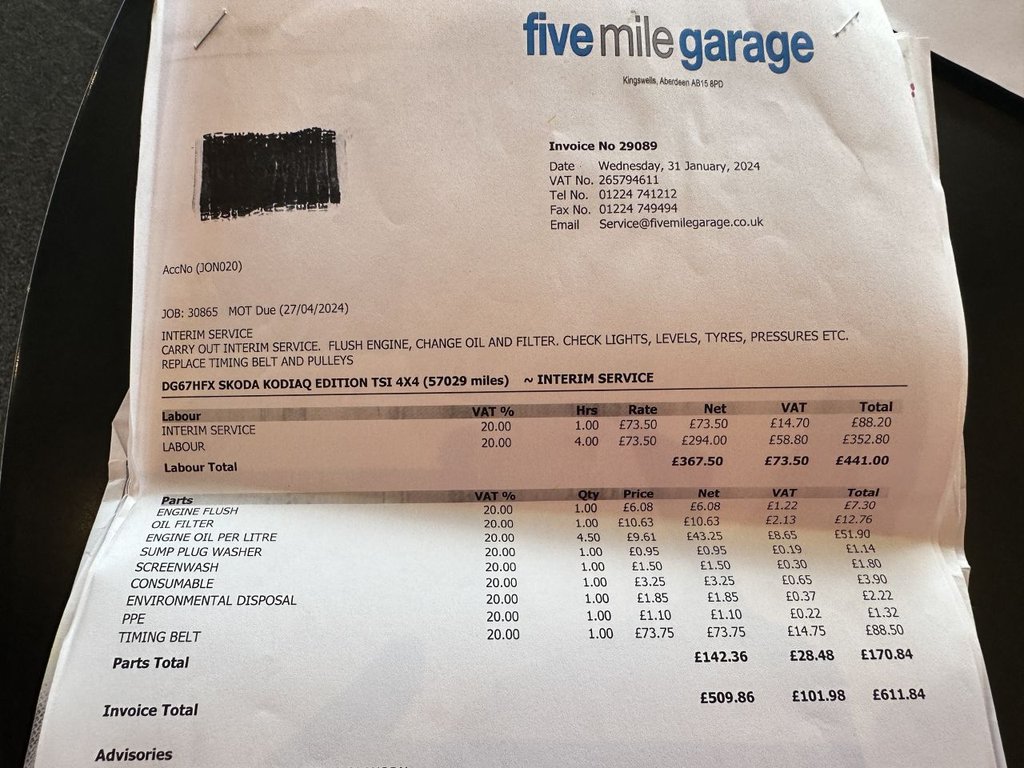 fivemilegarage
Kingswells, Aberdeen AB15 8PD
Invoice No 29089
Date Wednesday, 31 January, 2024
VAT No. 265794611
Tel No. 01224 741212
Fax No. 01224 749494
Email Service@fivemilegarage.co.uk
AccNo (JON020)
JOB: 30865 MOT Due (27/04/2024)
INTERIM SERVICE
CARRY OUT INTERIM SERVICE. FLUSH ENGINE, CHANGE OIL AND FILTER. CHECK LIGHTS, LEVELS, TYRES, PRESSURES ETC.
REPLACE TIMING BELT AND PULLEYS
DG67HFX SKODA KODIAQ EDITION TSI 4X4 (57029 miles) ~ INTERIM SERVICE
Labour VAT % Hrs Rate Net VAT Total
INTERIM SERVICE 20.00 1.00 £73.50 £73.50 £14.70 £88.20
LABOUR 20.00 4.00 £73.50 £294.00 £58.80 £352.80
Labour Total £367.50 £73.50 £441.00
Parts VAT % Qty Price Net VAT Total
ENGINE FLUSH 20.00 1.00 £6.08 £6.08 £1.22 £7.30
OIL FILTER 20.00 1.00 £10.63 £10.63 £2.13 £12.76
ENGINE OIL PER LITRE 20.00 4.50 £9.61 £43.25 £8.65 £51.90
SUMP PLUG WASHER 20.00 1.00 £0.95 £0.95 £0.19 £1.14
SCREENWASH 20.00 1.00 £1.50 £1.50 £0.30 £1.80
CONSUMABLE 20.00 1.00 £3.25 £3.25 £0.65 £3.90
ENVIRONMENTAL DISPOSAL 20.00 1.00 £1.85 £1.85 £0.37 £2.22
PPE 20.00 1.00 £1.10 £1.10 £0.22 £1.32
TIMING BELT 20.00 1.00 £73.75 £73.75 £14.75 £88.50
Parts Total £142.36 £28.48 £170.84
Invoice Total £509.86 £101.98 £611.84
Advisories